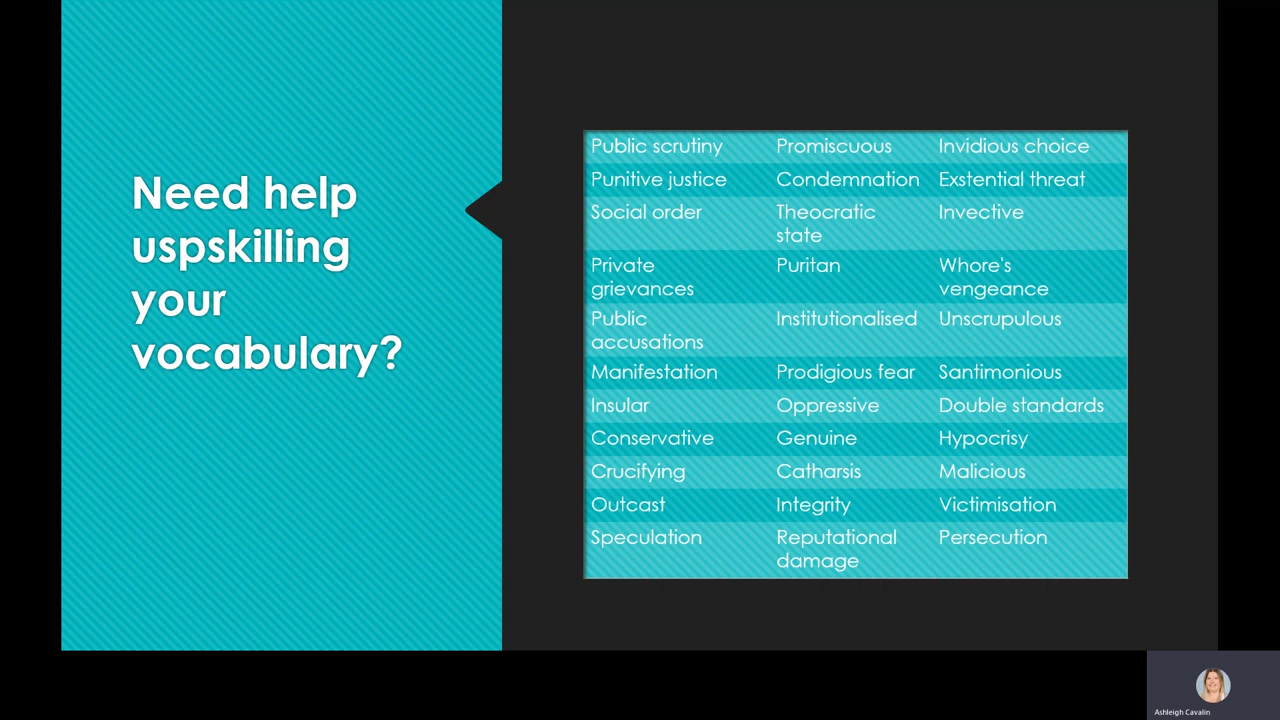 Need help
uspskilling
your
vocabulary?
Public scrutiny Promiscuous Invidious choice
Punitive justice Condemnation Exstential threat
Social order Theocratic state Invective
Private grievances Puritan Whore's vengeance
Public accusations Institutionalised Unscrupulous
Manifestation Prodigious fear Santimonious
Insular Oppressive Double standards
Conservative Genuine Hypocrisy
Crucifying Catharsis Malicious
Outcast Integrity Victimisation
Speculation Reputational damage Persecution
Ashleigh Cavalin